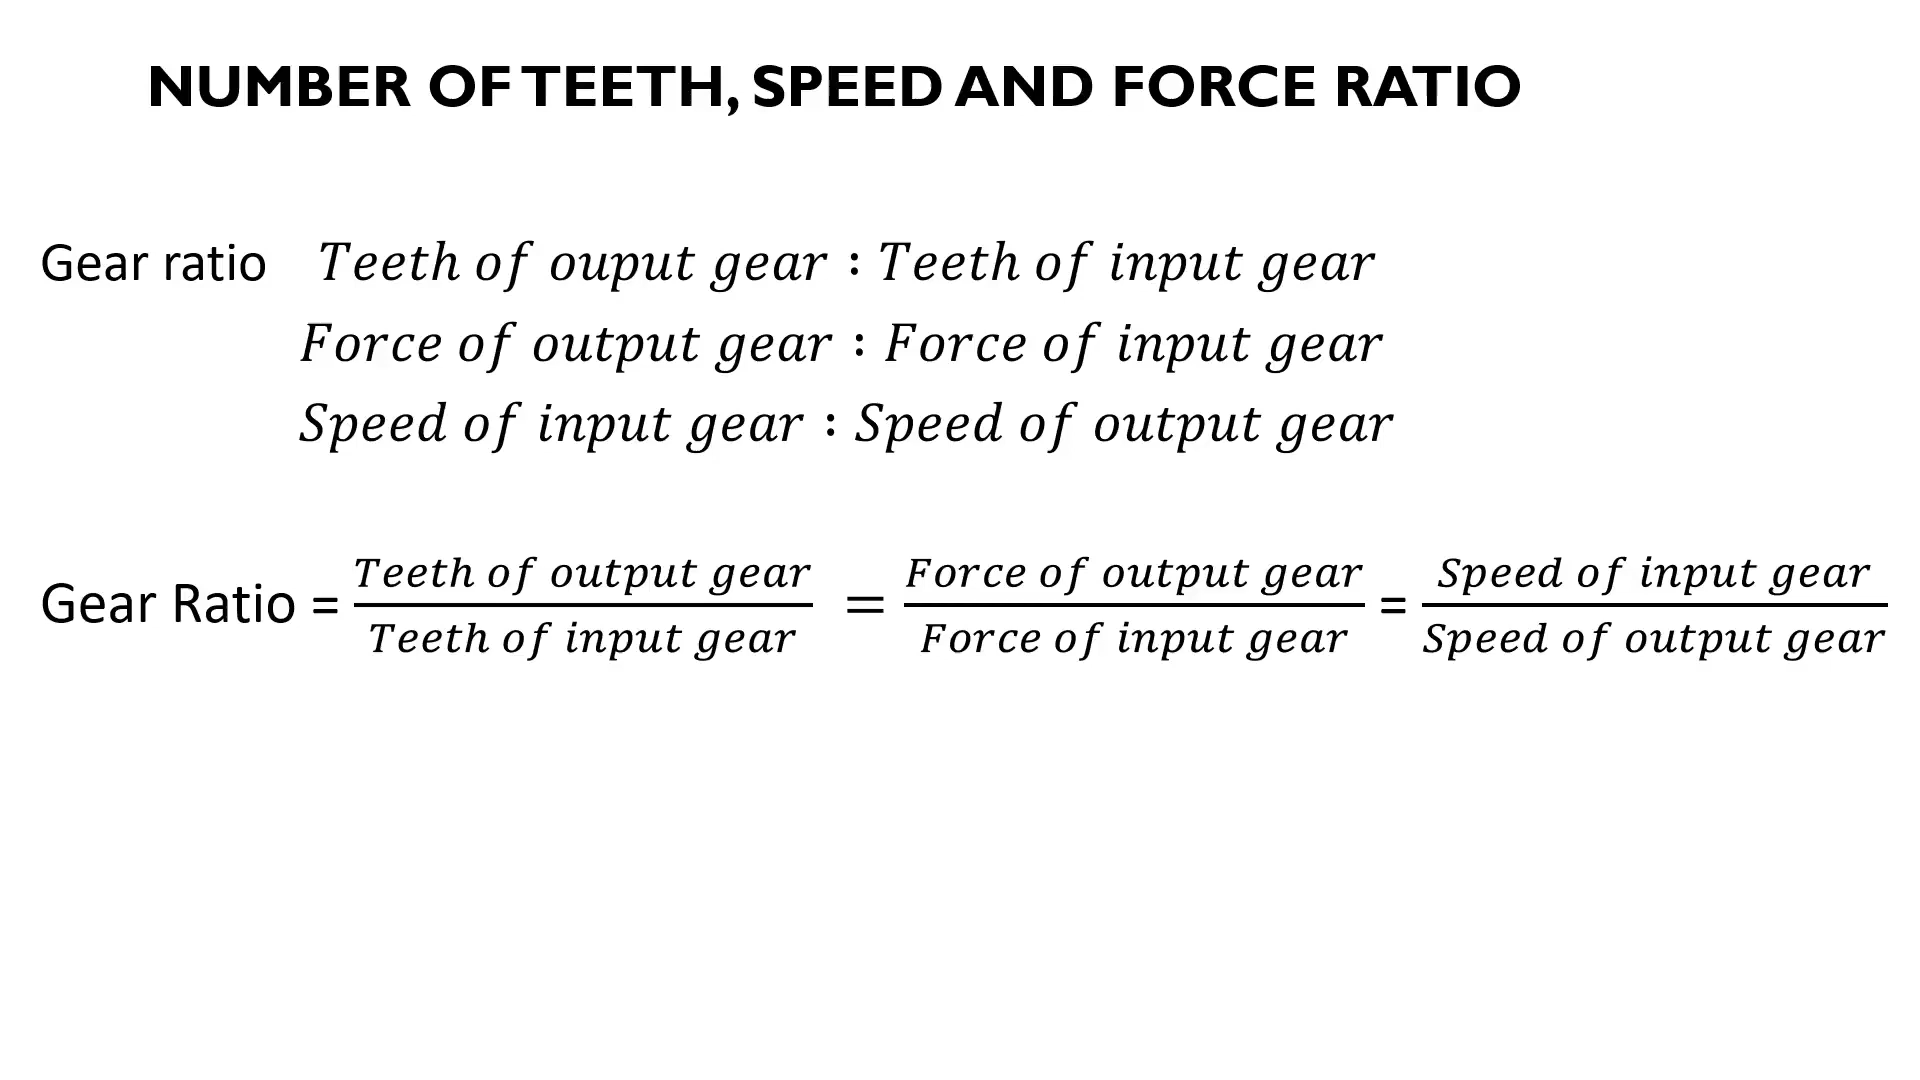 NUMBER OF TEETH, SPEED AND FORCE RATIO
Gear ratio Teeth of ouput gear : Teeth of input gear
Force of output gear : Force of input gear
Speed of input gear : Speed of output gear
Gear Ratio = Teeth of output gear / Teeth of input gear = Force of output gear / Force of input gear = Speed of input gear / Speed of output gear